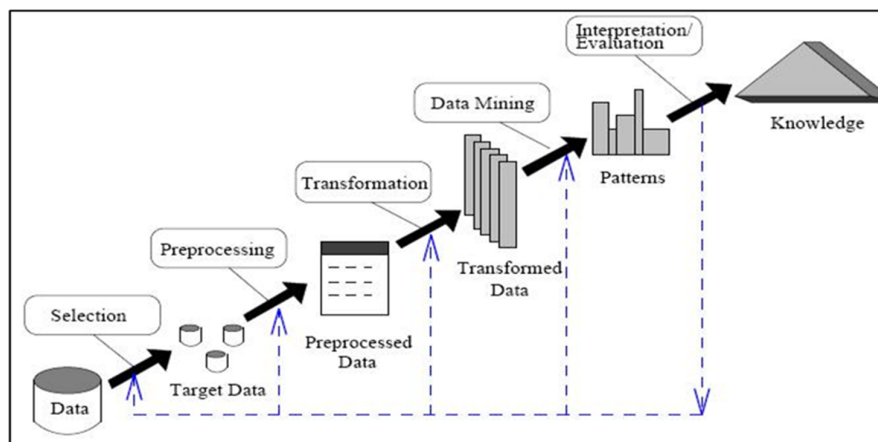 Interpretation/
Evaluation
Data Mining
Knowledge
Transformation
Patterns
Preprocessing
Transformed
Data
Selection
Preprocessed
Data
Target Data
Data